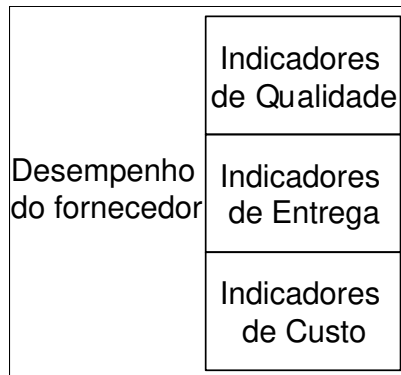 Desempenho
do fornecedor
Indicadores
de Qualidade
Indicadores
de Entrega
Indicadores
de Custo